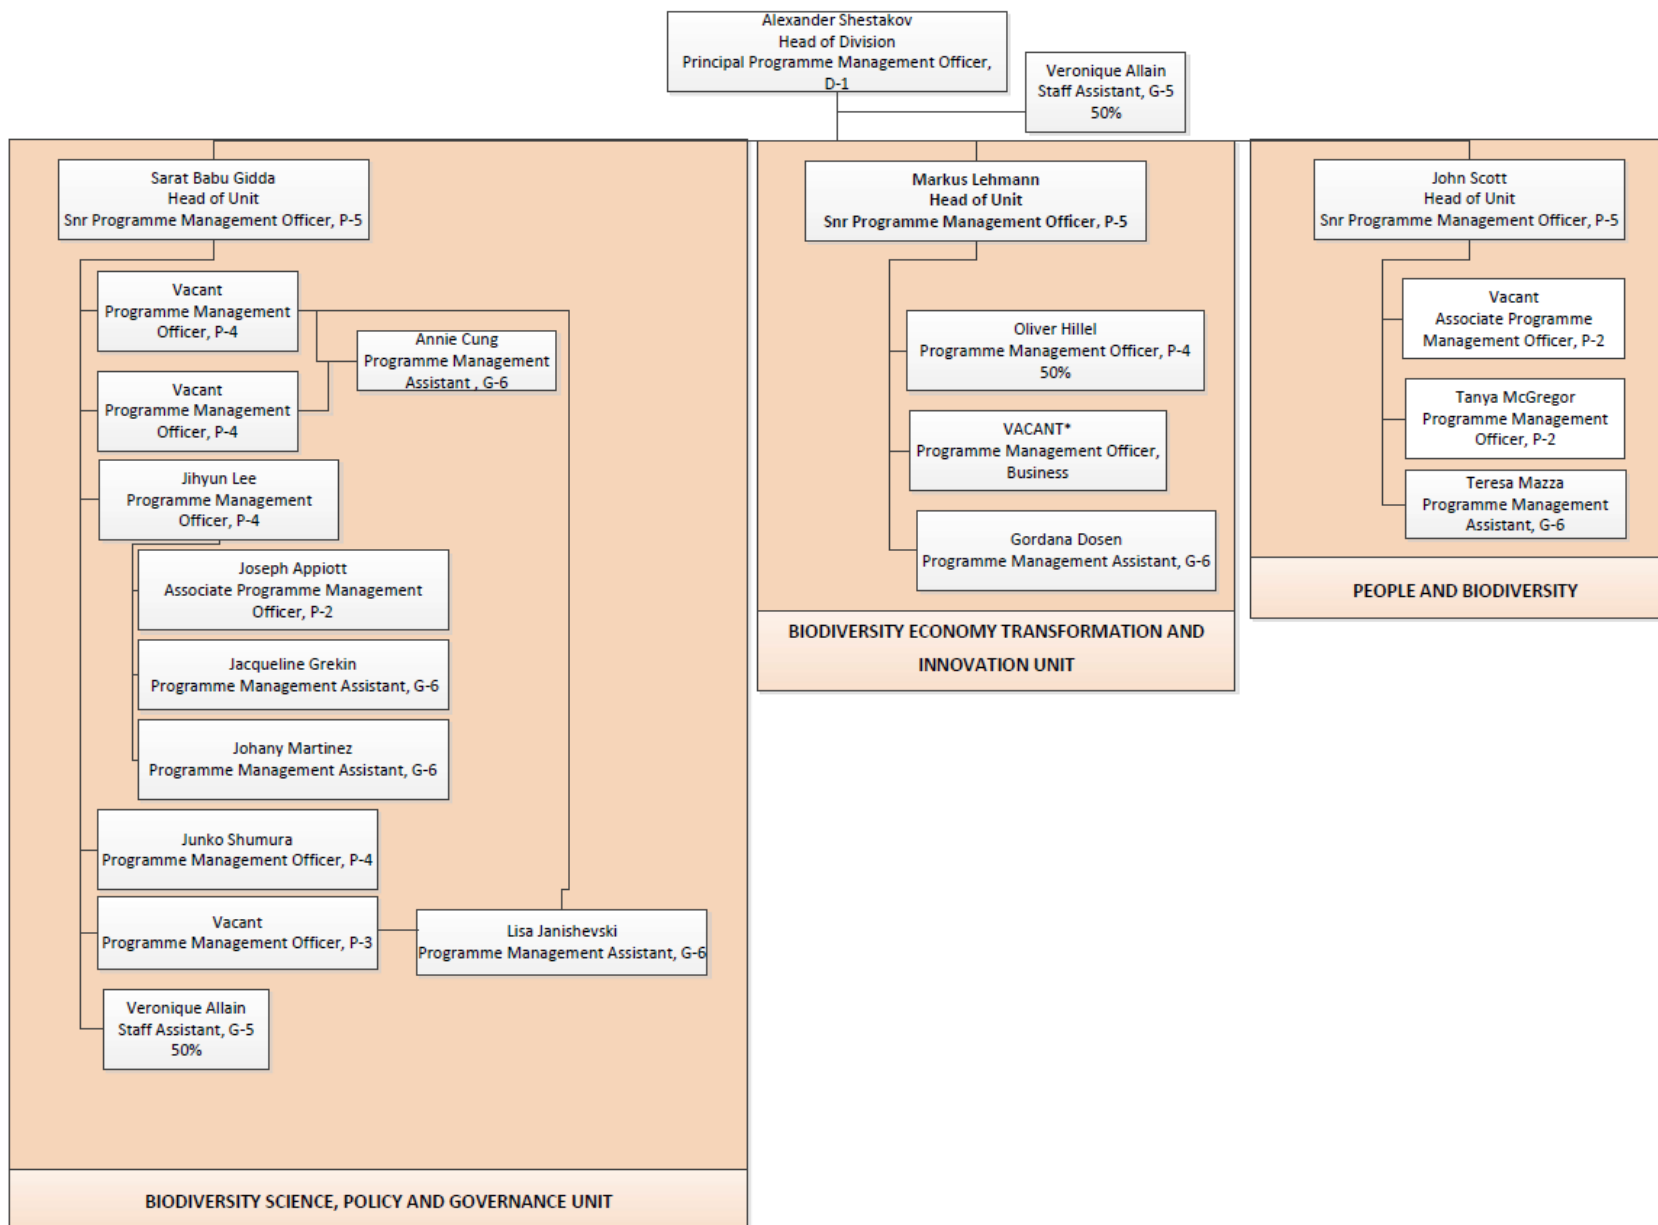 Alexander Shestakov
Head of Division
Principal Programme Management Officer,
D-1
Veronique Allain
Staff Assistant, G-5
50%
Sarat Babu Gidda
Head of Unit
Snr Programme Management Officer, P-5
Vacant
Programme Management
Officer, P-4
Annie Cung
Programme Management
Assistant , G-6
Vacant
Programme Management
Officer, P-4
Jihyun Lee
Programme Management
Officer, P-4
Joseph Appiott
Associate Programme Management
Officer, P-2
Jacqueline Grekin
Programme Management Assistant, G-6
Johany Martinez
Programme Management Assistant, G-6
Junko Shumura
Programme Management Officer, P-4
Vacant
Programme Management Officer, P-3
Lisa Janishevski
Programme Management Assistant, G-6
Veronique Allain
Staff Assistant, G-5
50%
BIODIVERSITY SCIENCE, POLICY AND GOVERNANCE UNIT
Markus Lehmann
Head of Unit
Snr Programme Management Officer, P-5
Oliver Hillel
Programme Management Officer, P-4
50%
VACANT*
Programme Management Officer,
Business
Gordana Dosen
Programme Management Assistant, G-6
BIODIVERSITY ECONOMY TRANSFORMATION AND
INNOVATION UNIT
John Scott
Head of Unit
Snr Programme Management Officer, P-5
Vacant
Associate Programme
Management Officer, P-2
Tanya McGregor
Programme Management
Officer, P-2
Teresa Mazza
Programme Management
Assistant, G-6
PEOPLE AND BIODIVERSITY